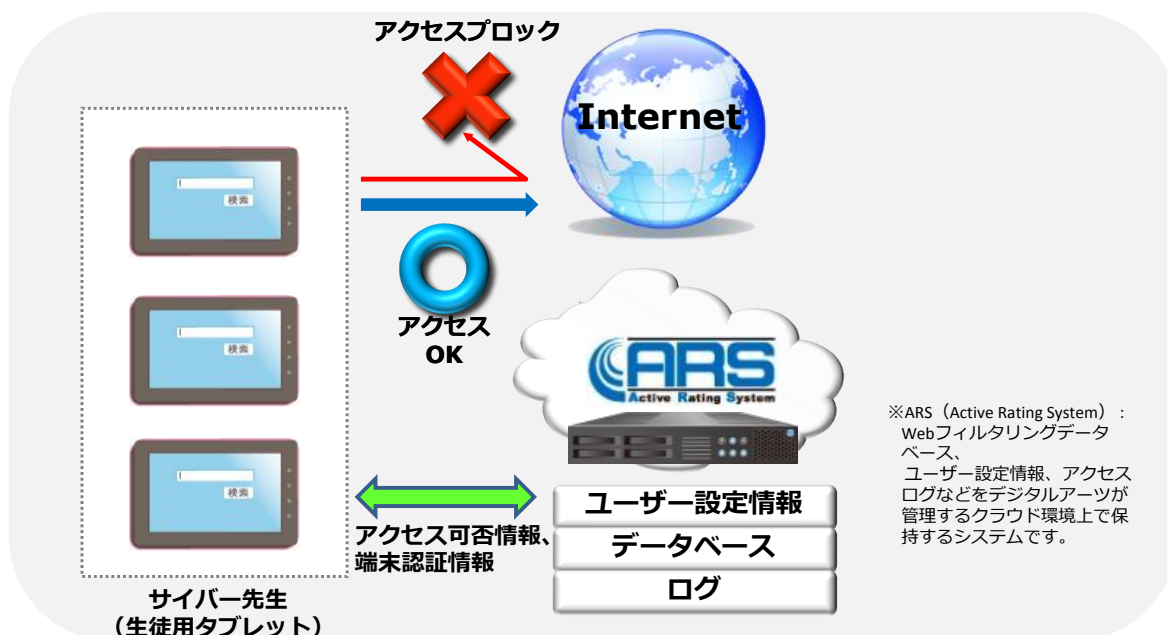 アクセスブロック
Internet
検索
検索
検索
アクセス
OK
ARS
Active Rating System
アクセス可否情報、
端末認証情報
ユーザー設定情報
データベース
ログ
サイバー先生
（生徒用タブレット）
※ARS（Active Rating System）：
Webフィルタリングデータ
ベース、
ユーザー設定情報、アクセス
ログなどをデジタルアーツが
管理するクラウド環境上で保
持するシステムです。